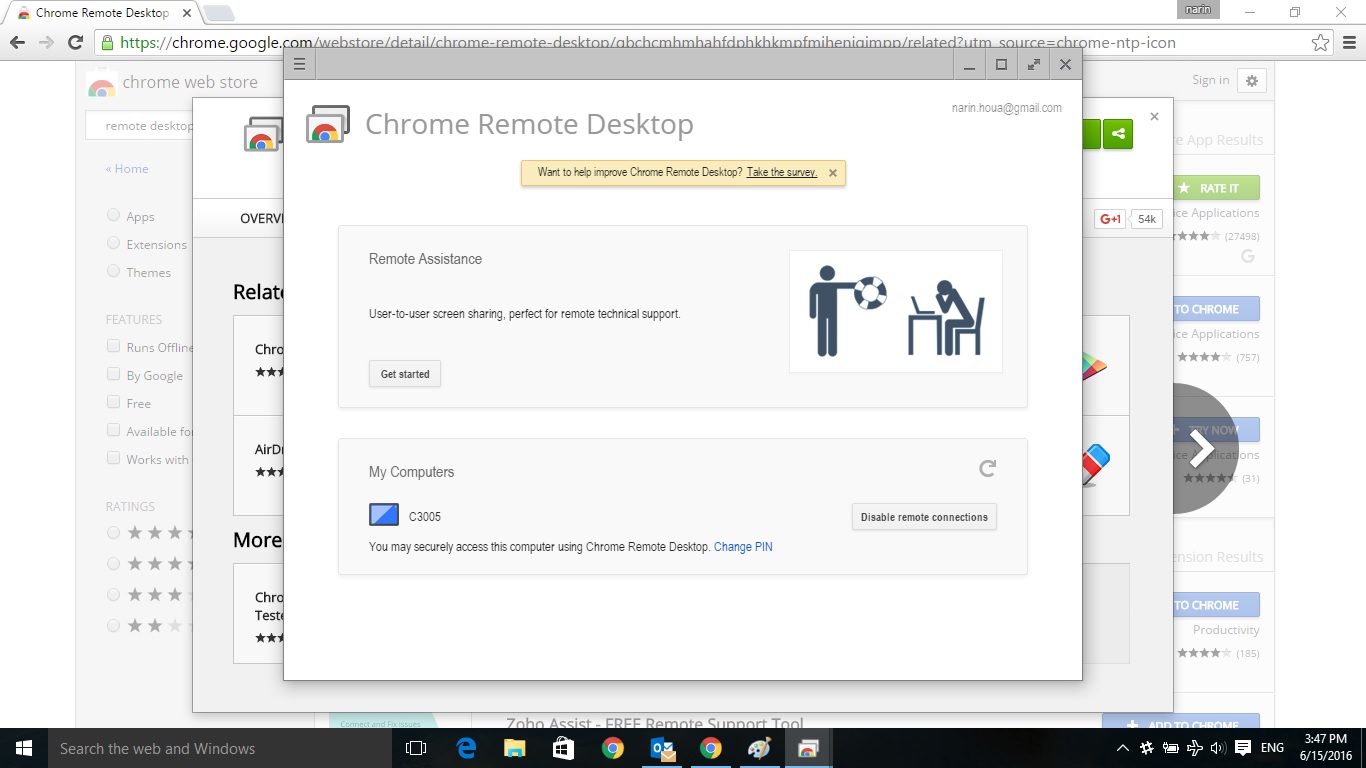 Chrome Remote Desktop
narin
https://chrome.google.com/webstore/detail/chrome-remote-desktop/gbchcmhmhahfdphkhkmpmihenigjmpp/related?utm_source=chrome-ntp-icon
chrome web store
Sign in
remote desktop
« Home
Apps
Extensions
Themes
FEATURES
Runs Offline
By Google
Free
Available fo
Works with
RATINGS
OVERV
G+1
54k
Relate
Chro
AirDr
More
Chro
Teste
Chrome Remote Desktop
narin.houa@gmail.com
Want to help improve Chrome Remote Desktop? Take the survey.
Remote Assistance
User-to-user screen sharing, perfect for remote technical support.
Get started
My Computers
C3005
Disable remote connections
You may securely access this computer using Chrome Remote Desktop. Change PIN
re App Results
RATE IT
ice Applications
(27498)
TO CHROME
ice Applications
(757)
TRY NOW
ice Applications
(31)
ension Results
TO CHROME
Productivity
(185)
Connect and Fix Issues
Zoho Assist - FREE Remote Support Tool
ADD TO CHROME
Search the web and Windows
ENG
3:47 PM
6/15/2016